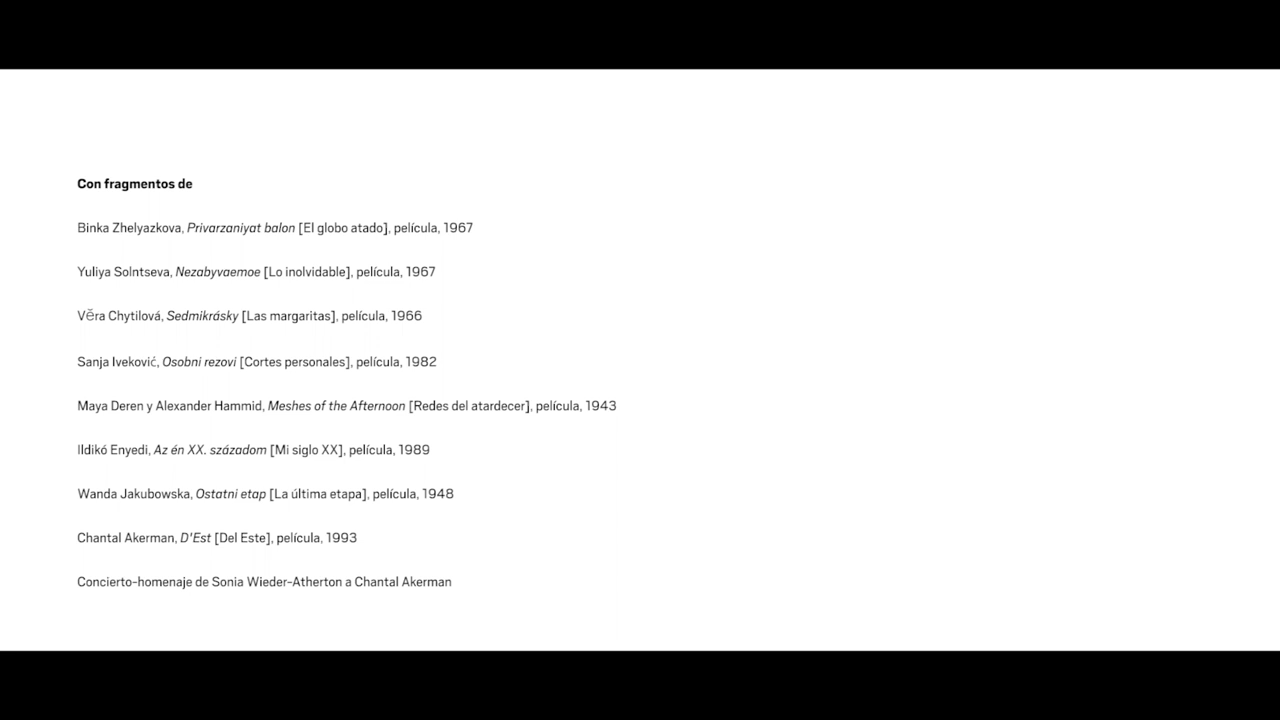 Con fragmentos de
Binka Zhelyazkova, Privarzaniyat balon [El globo atado], película, 1967
Yuliya Solntseva, Nezabyvaemoe [Lo inolvidable], película, 1967
Věra Chytilová, Sedmikrásky [Las margaritas], película, 1966
Sanja Iveković, Osobni rezovi [Cortes personales], película, 1982
Maya Deren y Alexander Hammid, Meshes of the Afternoon [Redes del atardecer], película, 1943
Ildikó Enyedi, Az én XX. századom [Mi siglo XX], película, 1989
Wanda Jakubowska, Ostatni etap [La última etapa], película, 1948
Chantal Akerman, D'Est [Del Este], película, 1993
Concierto-homenaje de Sonia Wieder-Atherton a Chantal Akerman